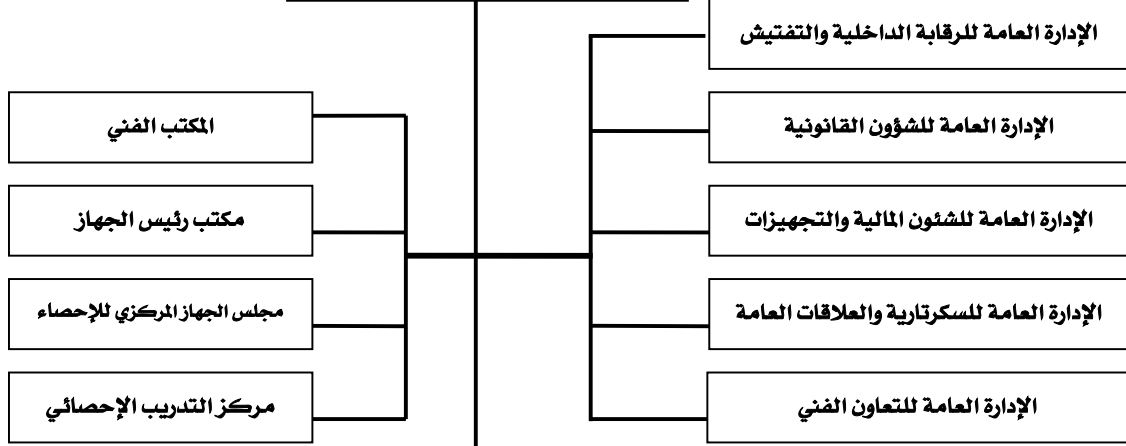 الإدارة العامة للرقابة الداخلية والتفتيش
الإدارة العامة للشؤون القانونية
الإدارة العامة للشئون المالية والتجهيزات
الإدارة العامة للسكرتارية والعلاقات العامة
الإدارة العامة للتعاون الفني
المكتب الفني
مكتب رئيس الجهاز
مجلس الجهاز المركزي للإحصاء
مركز التدريب الإحصائي